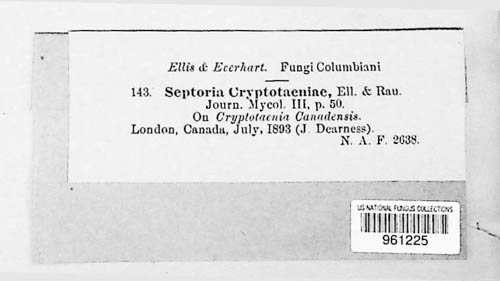 Ellis & Everhart. Fungi Columbiani
143. Septoria Cryptotaeniae, Ell. & Rau.
Journ. Mycol. III, p. 50.
On Cryptotaenia Canadensis.
London, Canada, July, 1893 (J. Dearness).
N. A. F. 2638.
US NATIONAL FUNGUS COLLECTIONS
961225